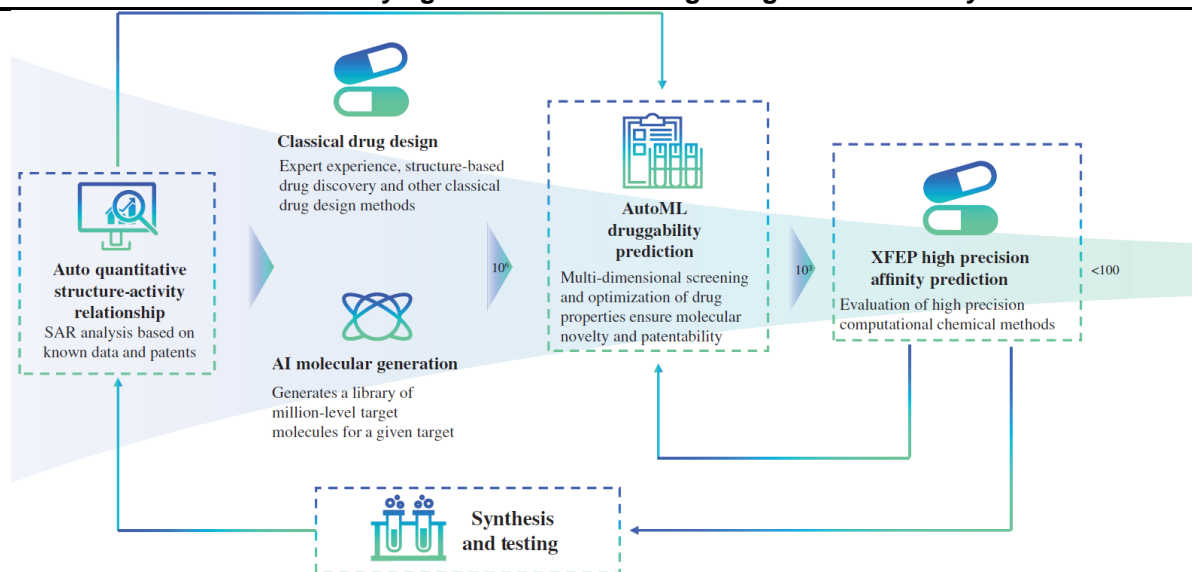 Classical drug design
Expert experience, structure-based
drug discovery and other classical
drug design methods
Auto quantitative
structure-activity
relationship
SAR analysis based on
known data and patents
AI molecular generation
Generates a library of
million-level target
molecules for a given target
10⁶
AutoML
druggability
prediction
Multi-dimensional screening
and optimization of drug
properties ensure molecular
novelty and patentability
10³
XFEP high precision
affinity prediction
Evaluation of high precision
computational chemical methods
<100
Synthesis
and testing